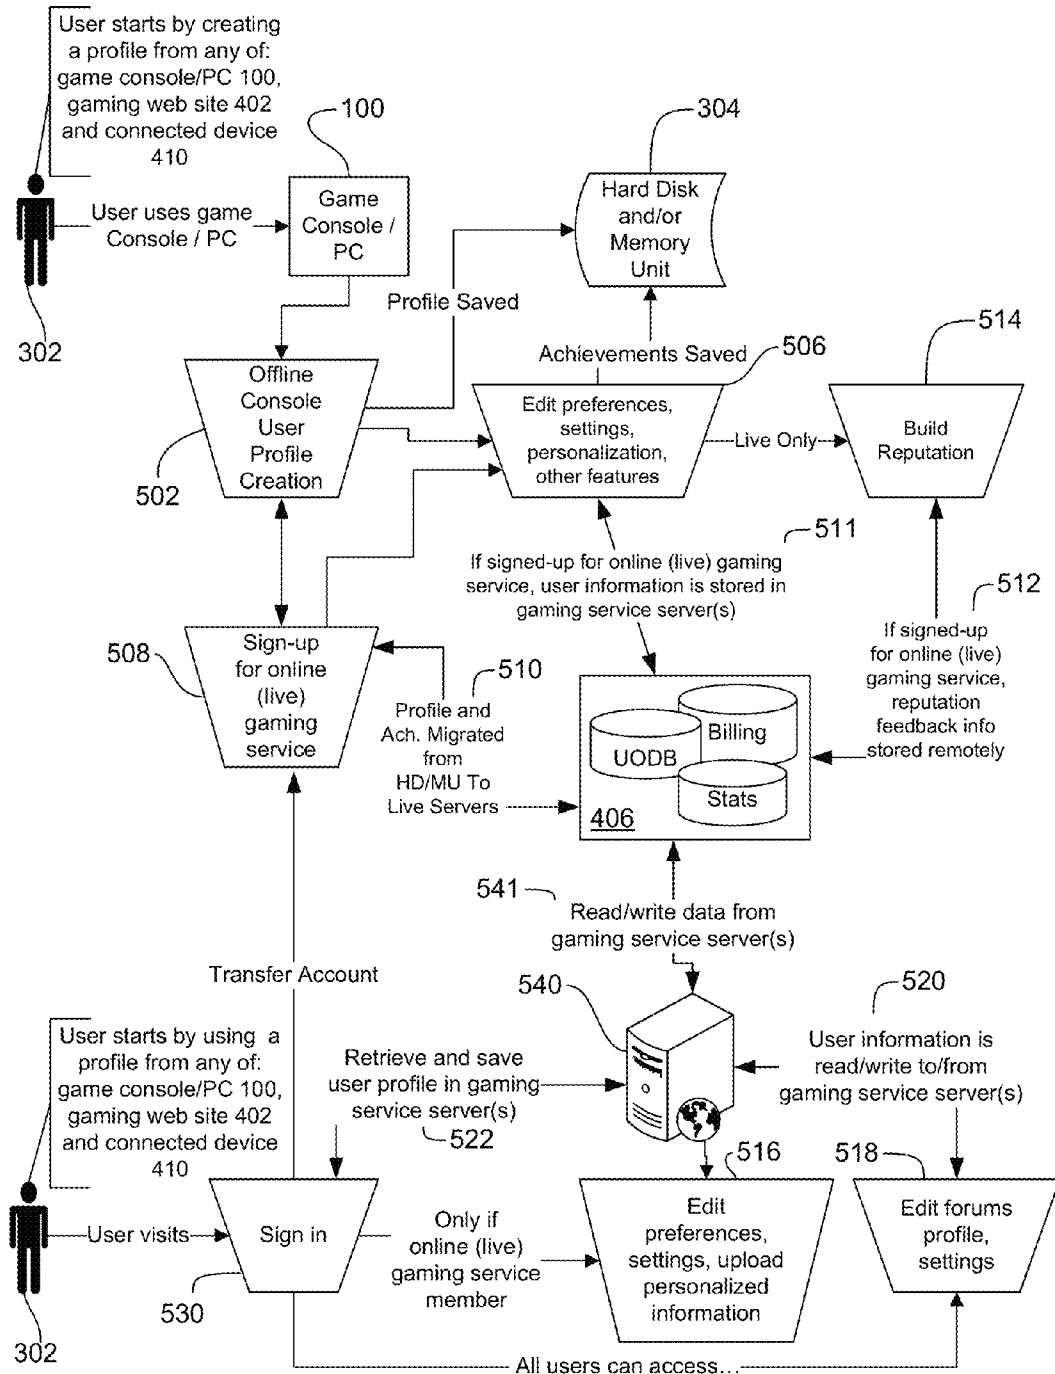 User starts by creating
a profile from any of:
game console/PC 100,
gaming web site 402
and connected device
410
100
304
User uses game
Console / PC
Game
Console /
PC
Hard Disk
and/or
Memory
Unit
302
Profile Saved
Achievements Saved
506
514
Offline
Console
User
Profile
Creation
502
Edit preferences,
settings,
personalization,
other features
Live Only
Build
Reputation
511
If signed-up for online (live) gaming
service, user information is stored in
gaming service server(s)
512
If signed-up
for online (live)
gaming service,
reputation
feedback info
stored remotely
508
Sign-up
for online
(live)
gaming
service
510
Profile and
Ach. Migrated
from
HD/MU To
Live Servers
Billing
UODB
Stats
406
541
Read/write data from
gaming service server(s)
Transfer Account
540
520
User starts by using a
profile from any of:
game console/PC 100,
gaming web site 402
and connected device
410
Retrieve and save
user profile in gaming
service server(s)
522
User information is
read/write to/from
gaming service server(s)
516
518
User visits
Sign in
530
302
Only if
online (live)
gaming service
member
Edit
preferences,
settings, upload
personalized
information
Edit forums
profile,
settings
All users can access...